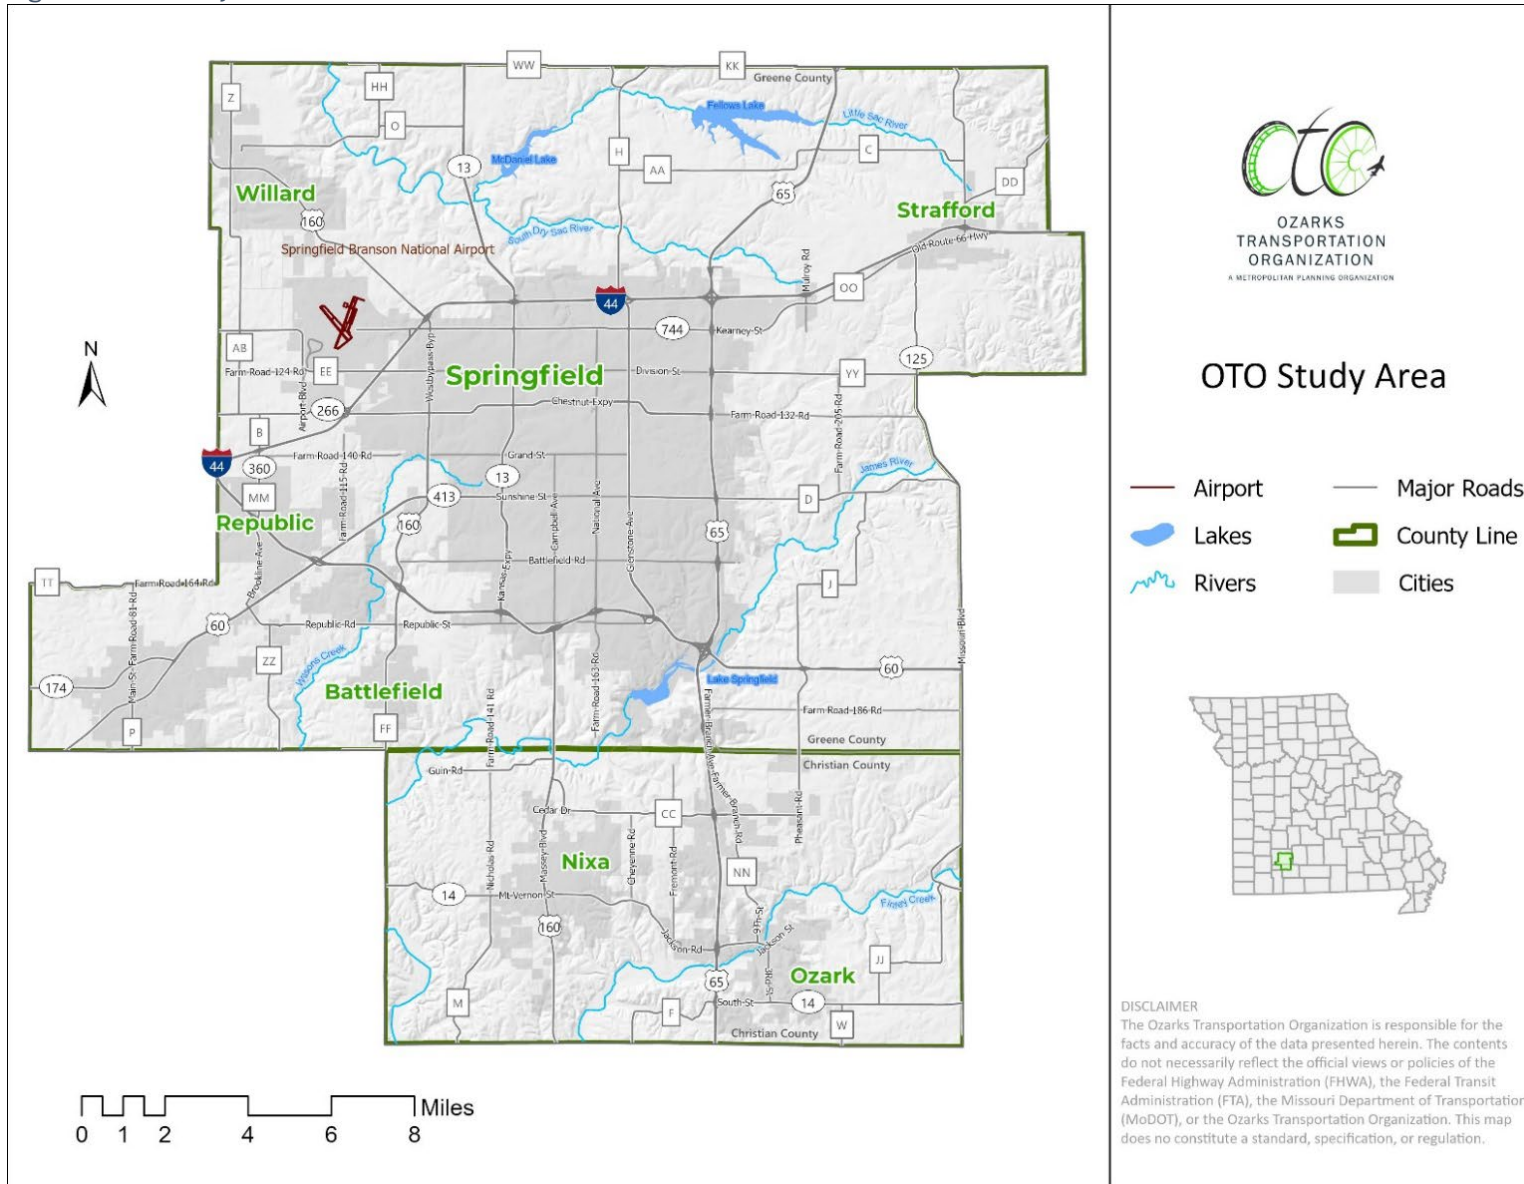 WW
KK
Greene County
Z
HH
O
Fellows Lake
Little Sac River
13
McDaniel Lake
H
AA
C
65
DD
Willard
160
Strafford
South Dry Sac River
Springfield Branson National Airport
Old Route 66 Hwy
Mulroy Rd
OO
44
744
Kearney St
AB
Westbypass Byp
125
Farm Road 124 Rd
EE
Springfield
Division St
YY
Airport Blvd
266
Chestnut Expy
Farm Road 132 Rd
Farm Road 205 Rd
B
Farm Road 140 Rd
Grand St
44
360
Farm Road 115 Rd
13
James River
MM
413
Sunshine St
D
Republic
160
Campbell Ave
National Ave
Glenstone Ave
65
TT
Farm Road 164 Rd
Brookline Ave
Kansas Expy
Battlefield Rd
J
Main St
Farm Road 81 Rd
60
Republic Rd
Republic St
Missouri Blvd
ZZ
Wilsons Creek
174
Battlefield
Farm Road 141 Rd
Farm Road 163 Rd
Lake Springfield
60
P
FF
Farmer Branch Ave
Farm Road 186 Rd
Greene County
Christian County
Guin Rd
Farmer Branch Rd
Cedar Dr
CC
Pheasant Rd
Massey Blvd
Nixa
Cheyenne Rd
Fremont Rd
Nicholas Rd
NN
14
Mt Vernon St
Finley Creek
160
Jackson Rd
9Th St
Jackson St
JJ
Ozark
65
3Rd St
M
F
South St
14
W
Christian County
N
0 1 2 4 6 8 Miles
OZARKS
TRANSPORTATION
ORGANIZATION
A METROPOLITAN PLANNING ORGANIZATION
OTO Study Area
Airport
Major Roads
Lakes
County Line
Rivers
Cities
DISCLAIMER
The Ozarks Transportation Organization is responsible for the
facts and accuracy of the data presented herein. The contents
do not necessarily reflect the official views or policies of the
Federal Highway Administration (FHWA), the Federal Transit
Administration (FTA), the Missouri Department of Transportation
(MoDOT), or the Ozarks Transportation Organization. This map
does no constitute a standard, specification, or regulation.